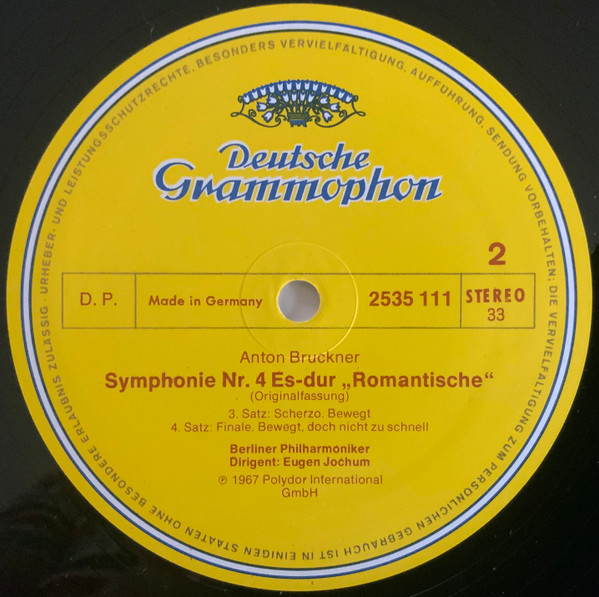 URHEBER- UND LEISTUNGSSCHUTZRECHTE, BESONDERS VERVIELFÄLTIGUNG, AUFFÜHRUNG, SENDUNG VORBEHALTEN; DIE VERVIELFÄLTIGUNG ZUM PERSÖNLICHEN GEBRAUCH IST IN EINIGEN STAATEN OHNE BESONDERE ERLAUBNIS ZULÄSSIG ·
Deutsche
Grammophon
2
D. P.
Made in Germany
2535 111
STEREO
33
Anton Bruckner
Symphonie Nr. 4 Es-dur „Romantische“
(Originalfassung)
3. Satz: Scherzo. Bewegt
4. Satz: Finale. Bewegt, doch nicht zu schnell
Berliner Philharmoniker
Dirigent: Eugen Jochum
℗ 1967 Polydor International
GmbH